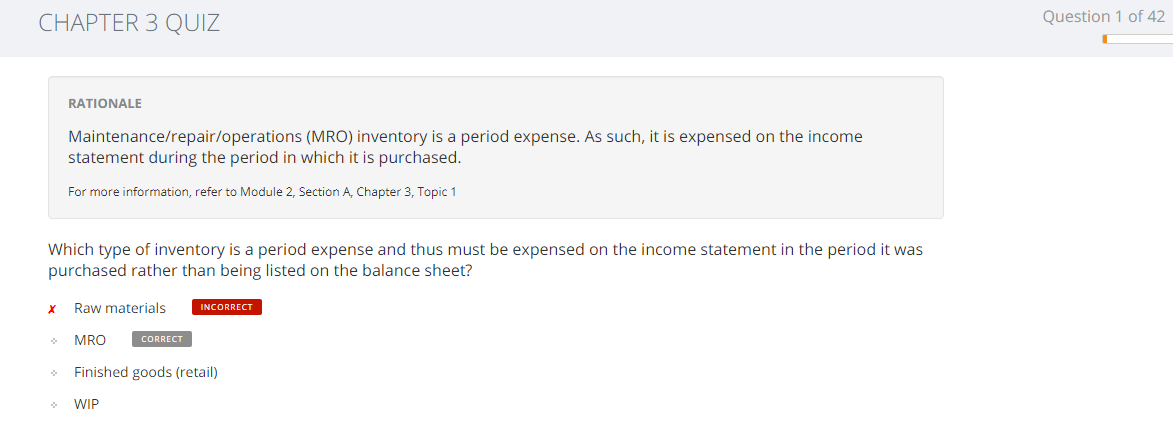 CHAPTER 3 QUIZ
Question 1 of 42
RATIONALE
Maintenance/repair/operations (MRO) inventory is a period expense. As such, it is expensed on the income
statement during the period in which it is purchased.
For more information, refer to Module 2, Section A, Chapter 3, Topic 1
Which type of inventory is a period expense and thus must be expensed on the income statement in the period it was
purchased rather than being listed on the balance sheet?
✗ Raw materials INCORRECT
MRO CORRECT
Finished goods (retail)
WIP